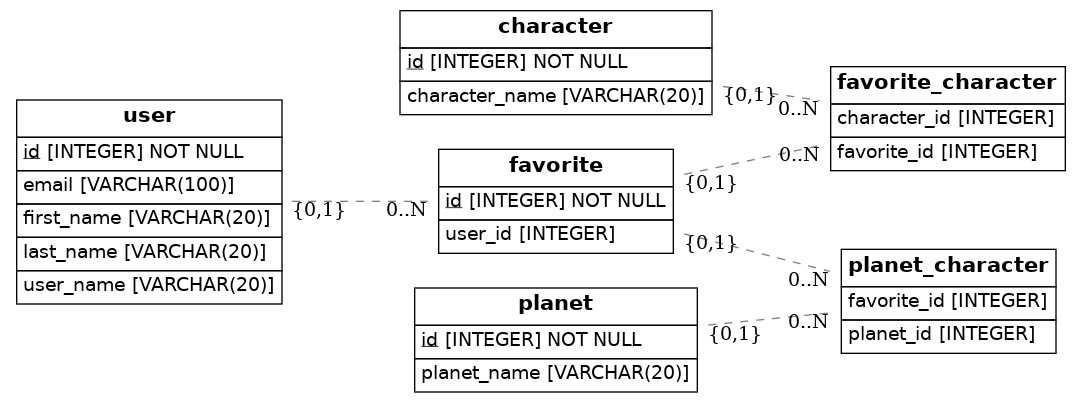 user
id [INTEGER] NOT NULL
email [VARCHAR(100)]
first_name [VARCHAR(20)]
last_name [VARCHAR(20)]
user_name [VARCHAR(20)]
{0,1}
0..N
character
id [INTEGER] NOT NULL
character_name [VARCHAR(20)]
{0,1}
0..N
favorite
id [INTEGER] NOT NULL
user_id [INTEGER]
{0,1}
0..N
{0,1}
0..N
planet
id [INTEGER] NOT NULL
planet_name [VARCHAR(20)]
{0,1}
0..N
favorite_character
character_id [INTEGER]
favorite_id [INTEGER]
planet_character
favorite_id [INTEGER]
planet_id [INTEGER]